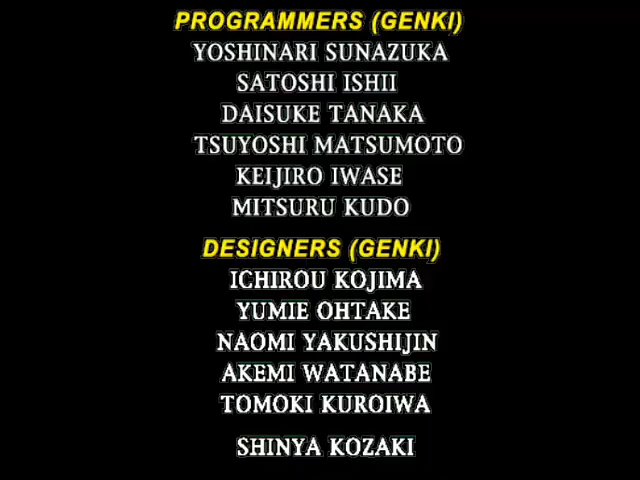 PROGRAMMERS (GENKI)
YOSHINARI SUNAZUKA
SATOSHI ISHII
DAISUKE TANAKA
TSUYOSHI MATSUMOTO
KEIJIRO IWASE
MITSURU KUDO
DESIGNERS (GENKI)
ICHIROU KOJIMA
YUMIE OHTAKE
NAOMI YAKUSHIJIN
AKEMI WATANABE
TOMOKI KUROIWA
SHINYA KOZAKI